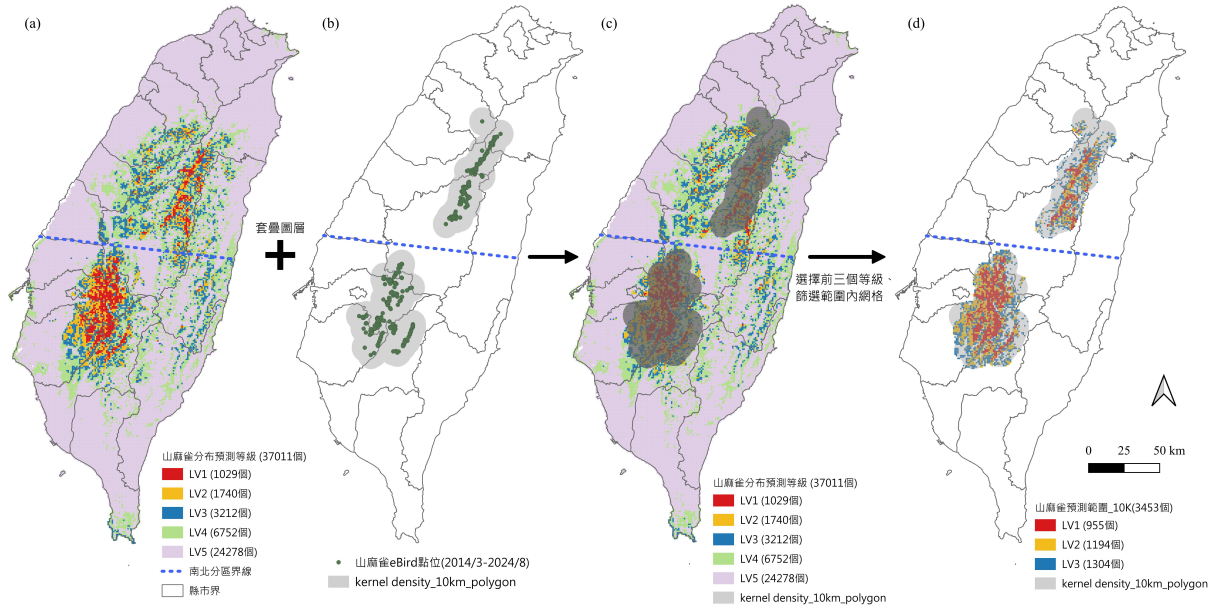 (a)
(b)
(c)
(d)
套疊圖層
選擇前三個等級、
篩選範圍內網格
山麻雀分布預測等級 (37011個)
LV1 (1029個)
LV2 (1740個)
LV3 (3212個)
LV4 (6752個)
LV5 (24278個)
南北分區界線
縣市界
山麻雀eBird點位(2014/3-2024/8)
kernel density_10km_polygon
山麻雀分布預測等級 (37011個)
LV1 (1029個)
LV2 (1740個)
LV3 (3212個)
LV4 (6752個)
LV5 (24278個)
kernel density_10km_polygon
0 25 50 km
山麻雀預測範圍_10K(3453個)
LV1 (955個)
LV2 (1194個)
LV3 (1304個)
kernel density_10km_polygon